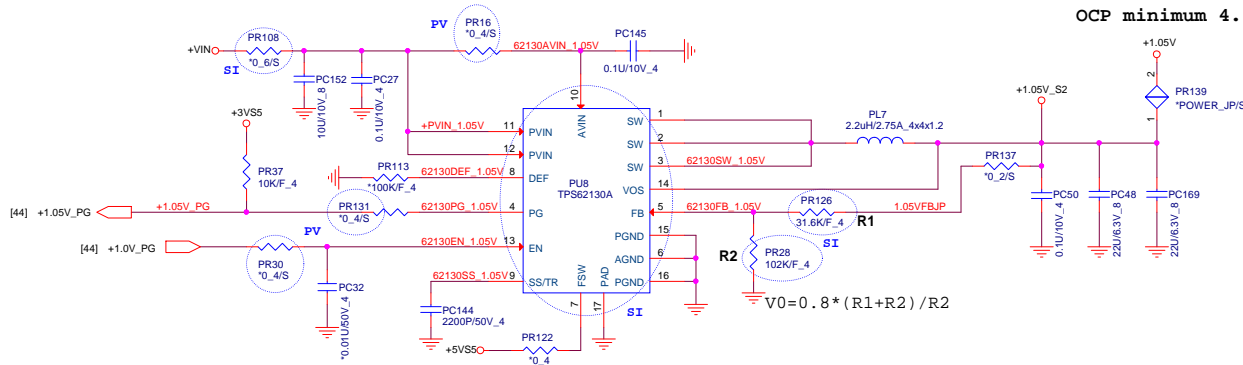 OCP minimum 4.
PV
SI
PR108
*0_6/S
+VIN
SI
PR16
*0_4/S
62130AVIN_1.05V
PC145
0.1U/10V_4
+1.05V
2
PR139
*POWER_JP/S
1
PC152
10U/10V_8
PC27
0.1U/10V_4
+1.05V_S2
10
AVIN
+3VS5
+PVIN_1.05V
11
PVIN
12
PVIN
SW
1
SW
2
SW
3
62130SW_1.05V
PL7
2.2uH/2.75A_4x4x1.2
PR37
10K/F_4
PR113
*100K/F_4
62130DEF_1.05V
8
DEF
PU8
TPS62130A
VOS
14
PR137
*0_2/S
[44] +1.05V_PG
+1.05V_PG
PR131
*0_4/S
62130PG_1.05V
4
PG
FB
5
62130FB_1.05V
PR126
31.6K/F_4
R1
SI
1.05VFBJP
PC50
0.1U/10V_4
PC48
22U/6.3V_8
PC169
22U/6.3V_8
[44] +1.0V_PG
PV
PR30
*0_4/S
62130EN_1.05V
13
EN
PGND
15
AGND
6
PGND
16
R2
PR28
102K/F_4
PC32
*0.01U/50V_4
62130SS_1.05V
9
SS/TR
FSW
7
PAD
17
SI
V0=0.8*(R1+R2)/R2
PC144
2200P/50V_4
PR122
*0_4
+5VS5